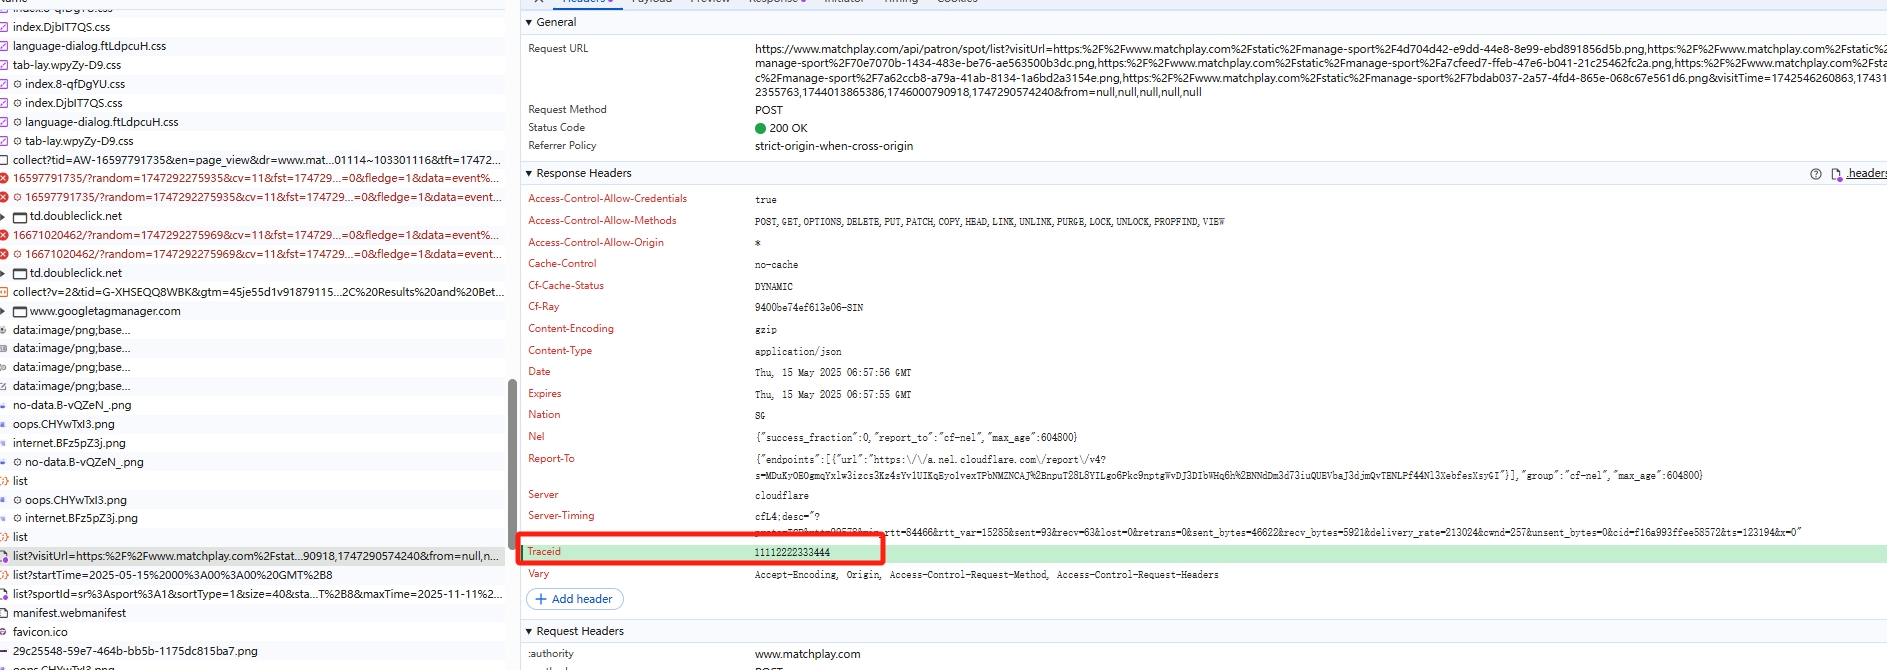 index.DjbIT7QS.css
language-dialog.ftLdpcuH.css
tab-lay.wpyZy-D9.css
index.8-qfDgYU.css
index.DjbIT7QS.css
language-dialog.ftLdpcuH.css
tab-lay.wpyZy-D9.css
collect?tid=AW-16597791735&en=page_view&dr=www.mat...01114~103301116&tft=17472...
16597791735/?random=1747292275935&cv=11&fst=174729...=0&fledge=1&data=event%...
16597791735/?random=1747292275935&cv=11&fst=174729...=0&fledge=1&data=event...
td.doubleclick.net
16671020462/?random=1747292275969&cv=11&fst=174729...=0&fledge=1&data=event%...
16671020462/?random=1747292275969&cv=11&fst=174729...=0&fledge=1&data=event...
td.doubleclick.net
collect?v=2&tid=G-XHSEQQ8WBK&gtm=45je55d1v91879115...2C%20Results%20and%20Bet...
www.googletagmanager.com
data:image/png;base...
data:image/png;base...
data:image/png;base...
data:image/png;base...
no-data.B-vQZeN_.png
oops.CHYwTxI3.png
internet.BFz5pZ3j.png
no-data.B-vQZeN_.png
list
oops.CHYwTxI3.png
internet.BFz5pZ3j.png
list
list?visitUrl=https:%2F%2Fwww.matchplay.com%2Fstat...90918,1747290574240&from=null,n...
list?startTime=2025-05-15%2000%3A00%3A00%20GMT%2B8
list?sportId=sr%3Asport%3A1&sortType=1&size=40&sta...T%2B8&maxTime=2025-11-11%2...
manifest.webmanifest
favicon.ico
29c25548-59e7-464b-bb5b-1175dc815ba7.png
General
Request URL
https://www.matchplay.com/api/patron/spot/list?visitUrl=https:%2F%2Fwww.matchplay.com%2Fstatic%2Fmanage-sport%2F4d704d42-e9dd-44e8-8e99-ebd891856d5b.png,https:%2F%2Fwww.matchplay.com%2Fstatic%2
manage-sport%2F70e7070b-1434-483e-be76-ae563500b3dc.png,https:%2F%2Fwww.matchplay.com%2Fstatic%2Fmanage-sport%2Fa7cfeed7-ffeb-47e6-b041-21c25462fc2a.png,https:%2F%2Fwww.matchplay.com%2Fsta
c%2Fmanage-sport%2F7a62ccb8-a79a-41ab-8134-1a6bd2a3154e.png,https:%2F%2Fwww.matchplay.com%2Fstatic%2Fmanage-sport%2F7bdab037-2a57-4fd4-865e-068c67e561d6.png&visitTime=1742546260863,17431
2355763,1744013865386,1746000790918,1747290574240&from=null,null,null,null,null
Request Method
POST
Status Code
200 OK
Referrer Policy
strict-origin-when-cross-origin
Response Headers
.headers
Access-Control-Allow-Credentials
true
Access-Control-Allow-Methods
POST,GET,OPTIONS,DELETE,PUT,PATCH,COPY,HEAD,LINK,UNLINK,PURGE,LOCK,UNLOCK,PROPFIND,VIEW
Access-Control-Allow-Origin
*
Cache-Control
no-cache
Cf-Cache-Status
DYNAMIC
Cf-Ray
9400be74ef613e06-SIN
Content-Encoding
gzip
Content-Type
application/json
Date
Thu, 15 May 2025 06:57:56 GMT
Expires
Thu, 15 May 2025 06:57:55 GMT
Nation
SG
Nel
{"success_fraction":0,"report_to":"cf-nel","max_age":604800}
Report-To
{"endpoints":[{"url":"https:\/\/a.nel.cloudflare.com\/report\/v4?
"}],"group":"cf-nel","max_age":604800}
Server
cloudflare
Server-Timing
cfL4;desc="?
rtt=84466&rtt_var=15285&sent=93&recv=63&lost=0&retrans=0&sent_bytes=46622&recv_bytes=5921&delivery_rate=213024&cwnd=257&unsent_bytes=0&cid=f16a993ffee58572&ts=123194&x=0"
Traceid
11112222333444
Vary
Accept-Encoding, Origin, Access-Control-Request-Method, Access-Control-Request-Headers
Add header
Request Headers
:authority
www.matchplay.com